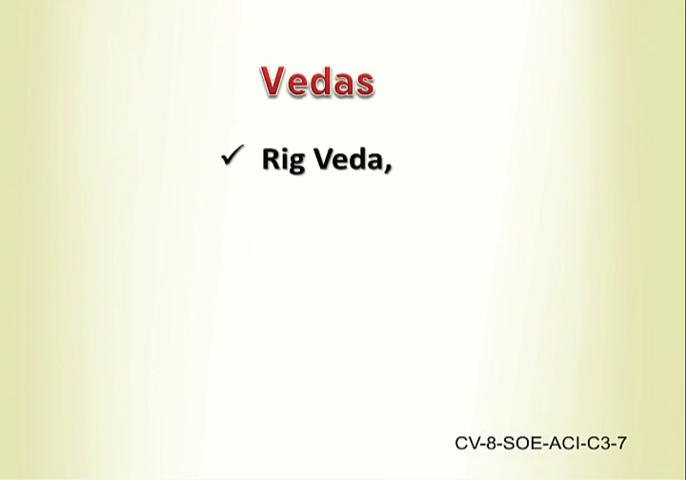 Vedas
✓ Rig Veda,
CV-8-SOE-ACI-C3-7